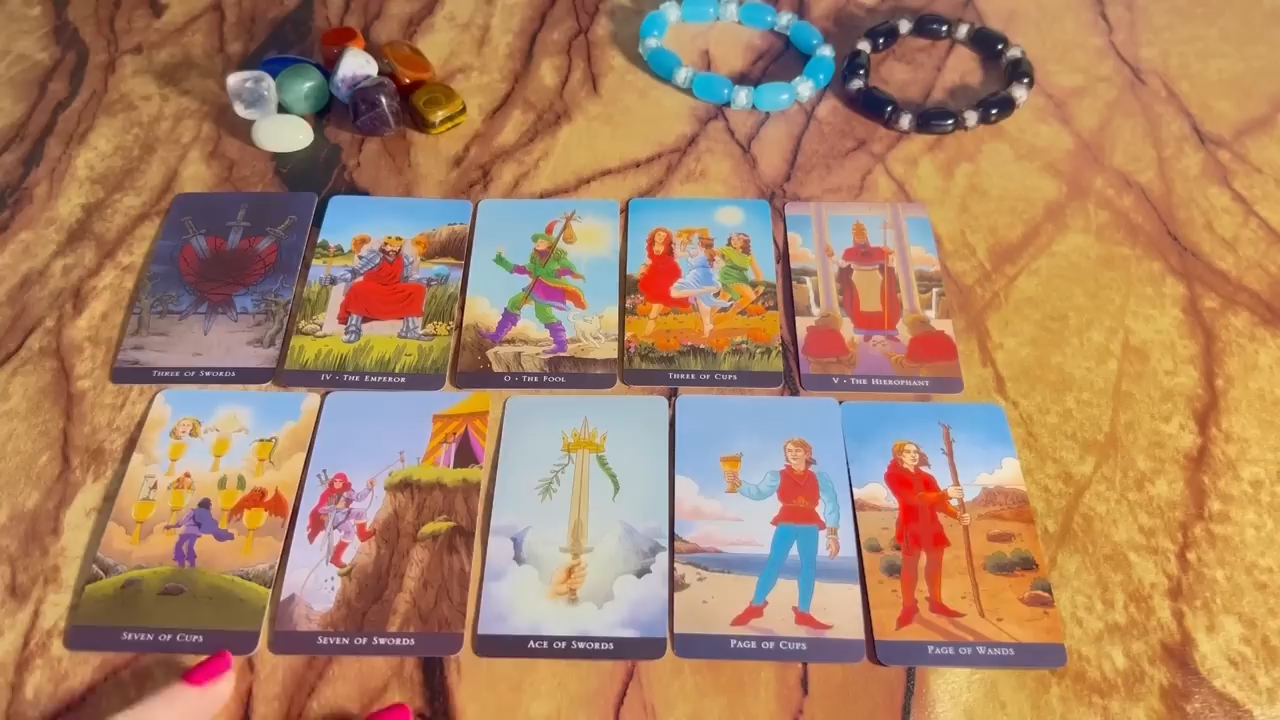 THREE OF SWORDS
IV • THE EMPEROR
O • THE FOOL
THREE OF CUPS
V • THE HIEROPHANT
SEVEN OF CUPS
SEVEN OF SWORDS
ACE OF SWORDS
PAGE OF CUPS
PAGE OF WANDS